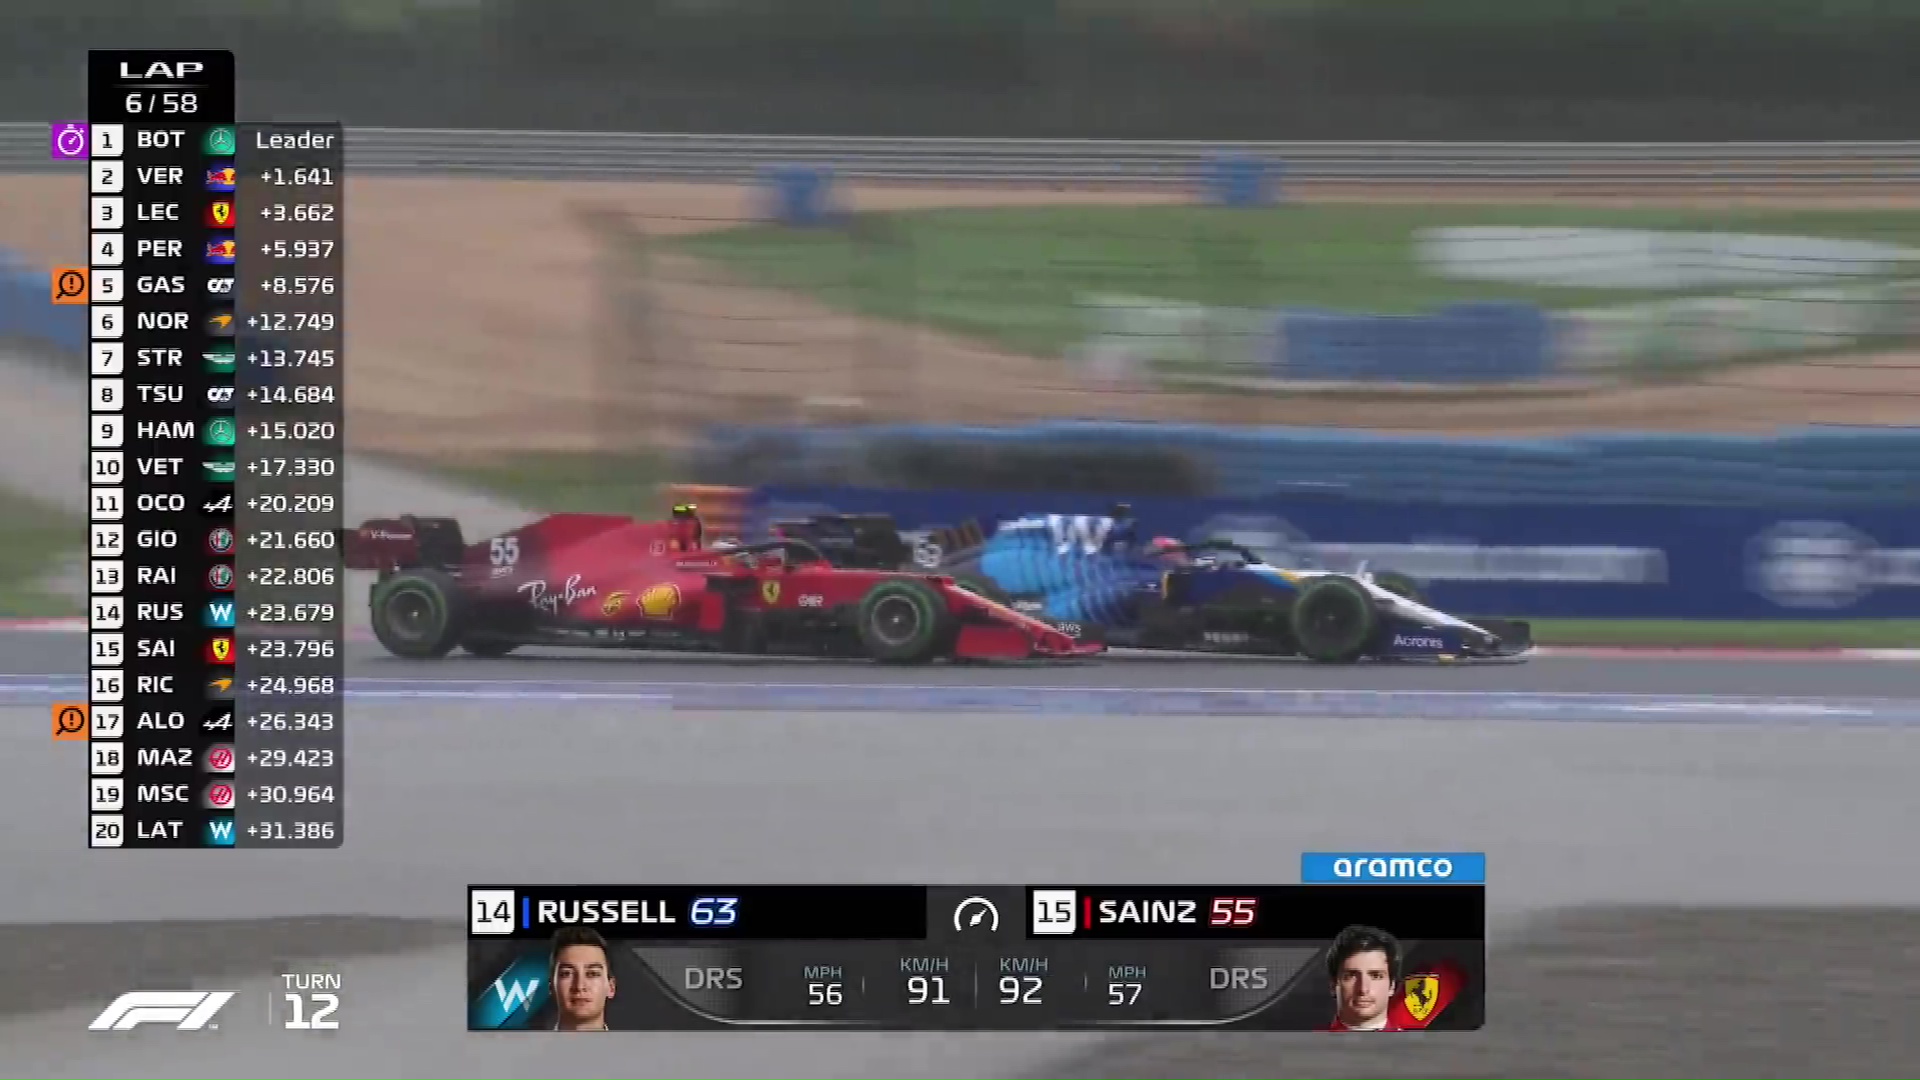 LAP
6 / 58
1 BOT Leader
2 VER +1.641
3 LEC +3.662
4 PER +5.937
5 GAS +8.576
6 NOR +12.749
7 STR +13.745
8 TSU +14.684
9 HAM +15.020
10 VET +17.330
11 OCO +20.209
12 GIO +21.660
13 RAI +22.806
14 RUS W +23.679
15 SAI +23.796
16 RIC +24.968
17 ALO +26.343
18 MAZ +29.423
19 MSC +30.964
20 LAT W +31.386
V-Power
55
Ray-Ban
W
63
aws
Acronis
aramco
14 RUSSELL 63
15 SAINZ 55
W
DRS
MPH
56
KM/H
91
KM/H
92
MPH
57
DRS
F1
TURN
12